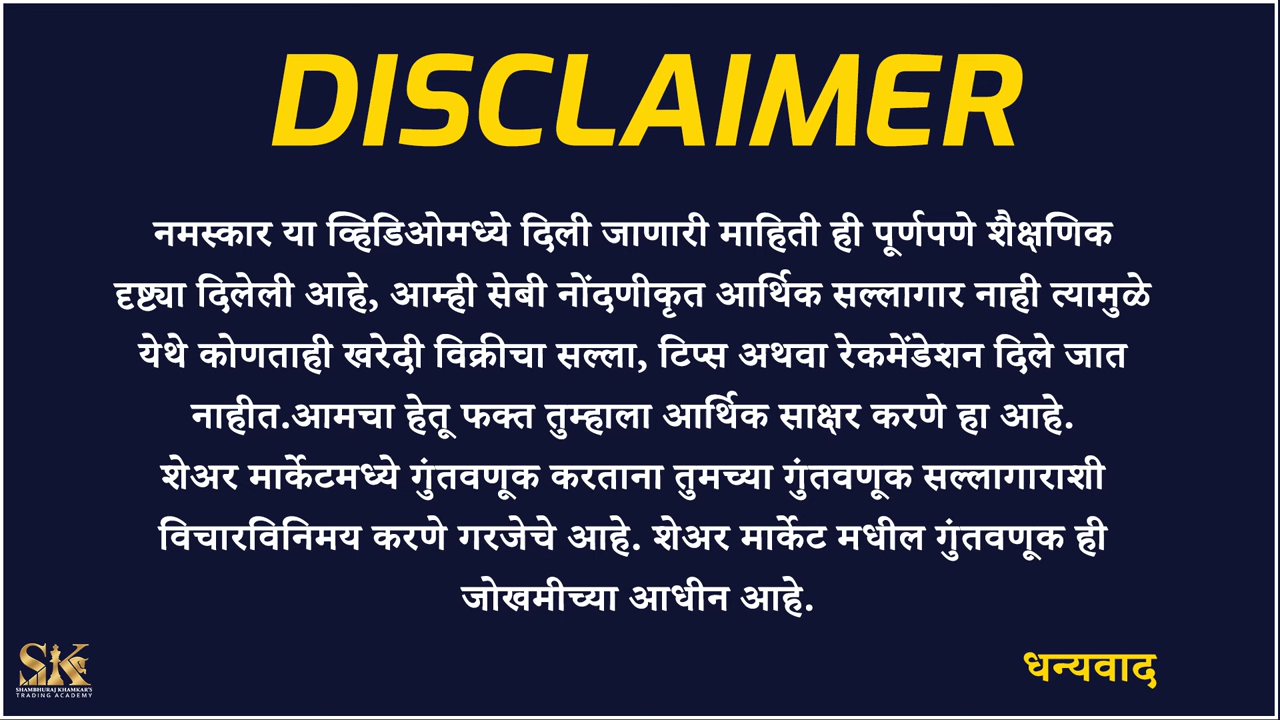 DISCLAIMER
नमस्कार या व्हिडिओमध्ये दिली जाणारी माहिती ही पूर्णपणे शैक्षणिक
दृष्ट्या दिलेली आहे, आम्ही सेबी नोंदणीकृत आर्थिक सल्लागार नाही त्यामुळे
येथे कोणताही खरेदी विक्रीचा सल्ला, टिप्स अथवा रेकमेंडेशन दिले जात
नाहीत.आमचा हेतू फक्त तुम्हाला आर्थिक साक्षर करणे हा आहे.
शेअर मार्केटमध्ये गुंतवणूक करताना तुमच्या गुंतवणूक सल्लागाराशी
विचारविनिमय करणे गरजेचे आहे. शेअर मार्केट मधील गुंतवणूक ही
जोखमीच्या आधीन आहे.
धन्यवाद
SK
SHAMBHURAJ KHAMKAR'S
TRADING ACADEMY